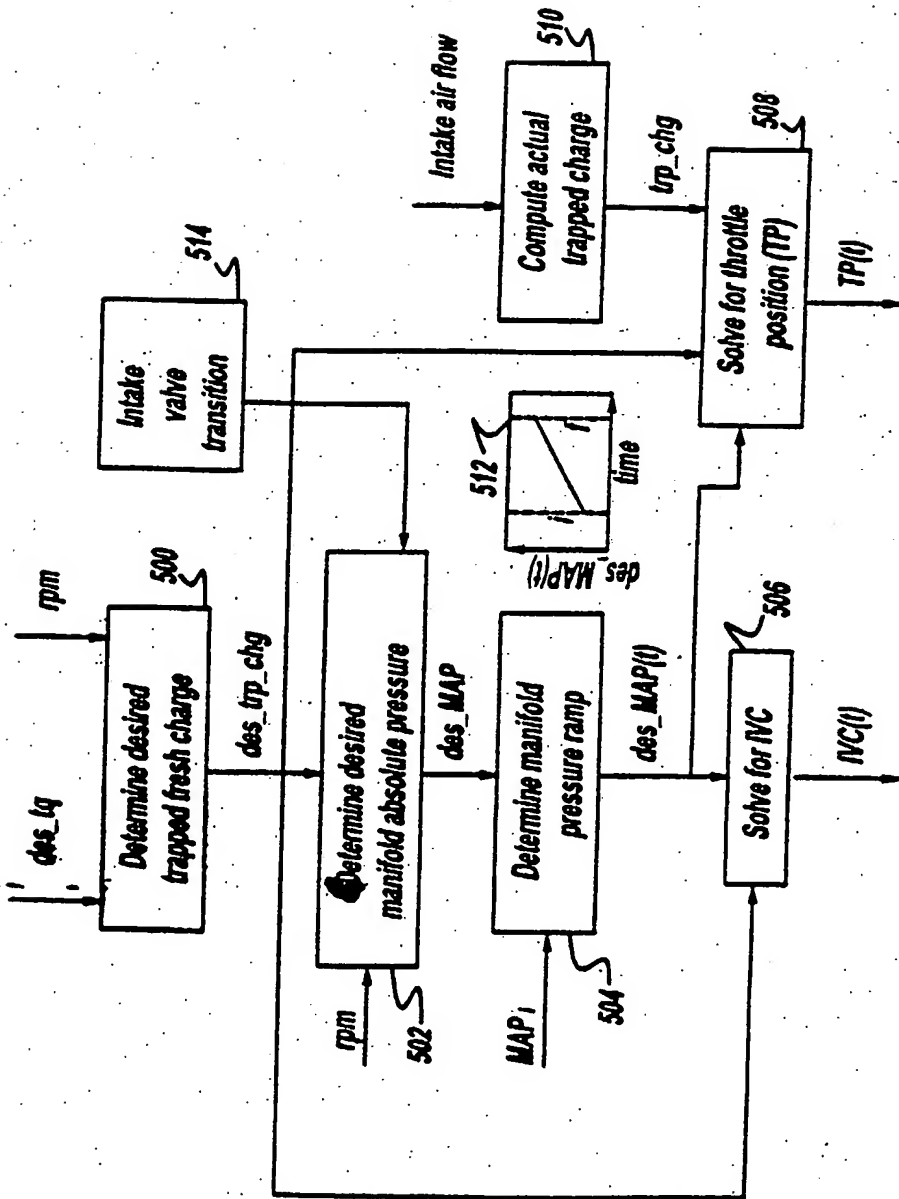 des_tq
rpm
500
Determine desired
trapped fresh charge
514
Intake
valve
transition
des_trp_chg
rpm
502
Determine desired
manifold absolute pressure
Intake air flow
510
Compute actual
trapped charge
des_MAP
512
des_MAP(t)
i
f
time
trp_chg
MAP i
504
Determine manifold
pressure ramp
des_MAP(t)
508
Solve for throttle
position (TP)
506
Solve for IVC
IVC(t)
TP(t)